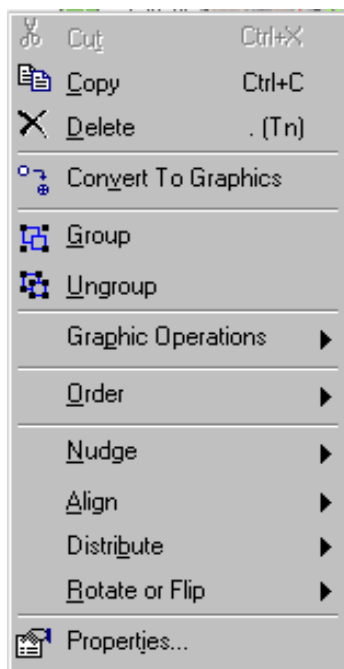 Cut Ctrl+X
Copy Ctrl+C
Delete . (Tn)
Convert To Graphics
Group
Ungroup
Graphic Operations
Order
Nudge
Align
Distribute
Rotate or Flip
Properties...